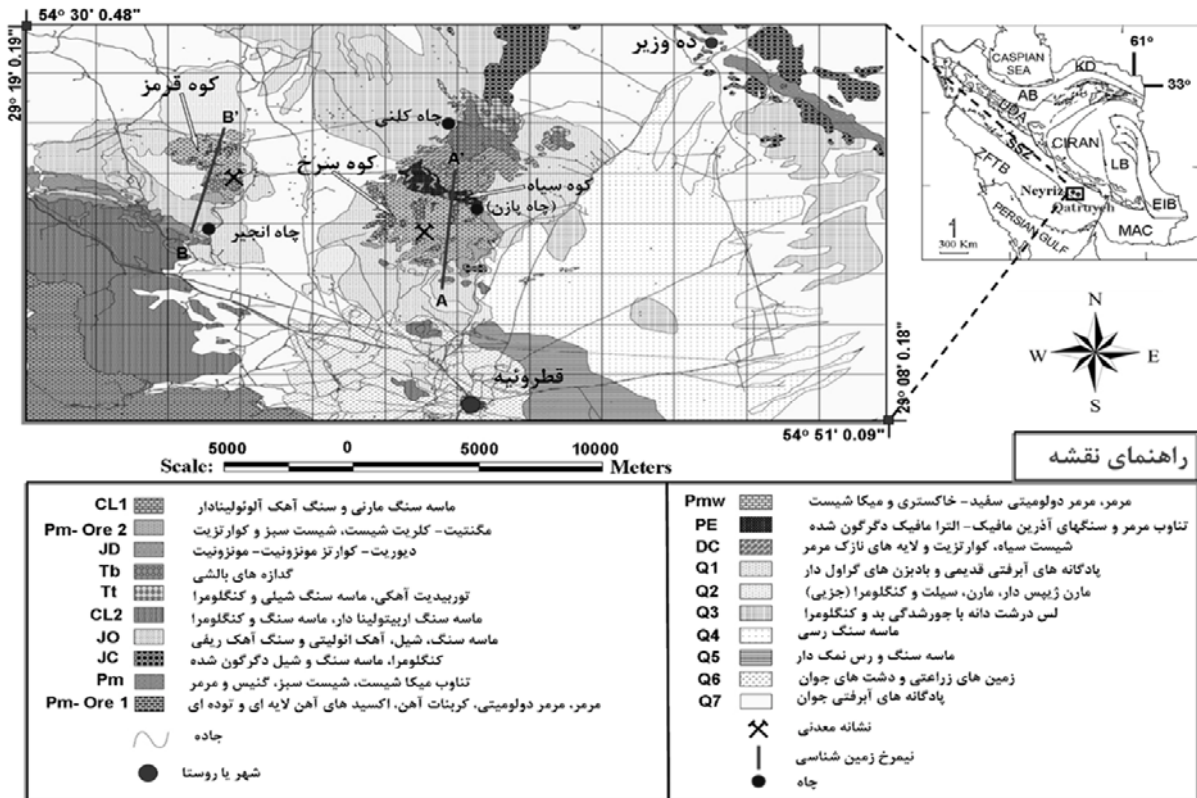 54° 30' 0.48"
29° 19' 0.19"
ده وزیر
کوه قرمز
B'
چاه کلنی
A'
کوه سرخ
کوه سیاه
(چاه پازن)
چاه انجیر
B
A
قطروئیه
29° 08' 0.18"
54° 51' 0.09"
61°
33°
CASPIAN
SEA
KD
AB
UDA
CIRAN
SSZ
LB
ZFTB
Neyriz
Qatruyeh
EIB
PERSIAN GULF
MAC
300 Km
N
W E
S
5000 0 5000 10000
Scale: Meters
راهنمای نقشه
CL1 ماسه سنگ مارنی و سنگ آهک آلوئولینادار
Pm- Ore 2 مگنتیت- کلریت شیست، شیست سبز و کوارتزیت
JD دیوریت- کوارتز مونزونیت- مونزونیت
Tb گدازه های بالشی
Tt توربیدیت آهکی، ماسه سنگ شیلی و کنگلومرا
CL2 ماسه سنگ اربیتولینا دار، ماسه سنگ و کنگلومرا
JO ماسه سنگ، شیل، آهک ائولیتی و سنگ آهک ریفی
JC کنگلومرا، ماسه سنگ و شیل دگرگون شده
Pm تناوب میکا شیست، شیست سبز، گنیس و مرمر
Pm- Ore 1 مرمر، مرمر دولومیتی، کربنات آهن، اکسید های آهن لایه ای و توده ای
جاده
شهر یا روستا
Pmw مرمر، مرمر دولومیتی سفید- خاکستری و میکا شیست
PE تناوب مرمر و سنگهای آذرین مافیک- الترا مافیک دگرگون شده
DC شیست سیاه، کوارتزیت و لایه های نازک مرمر
Q1 پادگانه های آبرفتی قدیمی و بادبزن های گراول دار
Q2 مارن ژیپس دار، مارن، سیلت و کنگلومرا (جزیی)
Q3 لس درشت دانه با جورشدگی بد و کنگلومرا
Q4 ماسه سنگ رسی
Q5 ماسه سنگ و رس نمک دار
Q6 زمین های زراعتی و دشت های جوان
Q7 پادگانه های آبرفتی جوان
نشانه معدنی
نیمرخ زمین شناسی
چاه